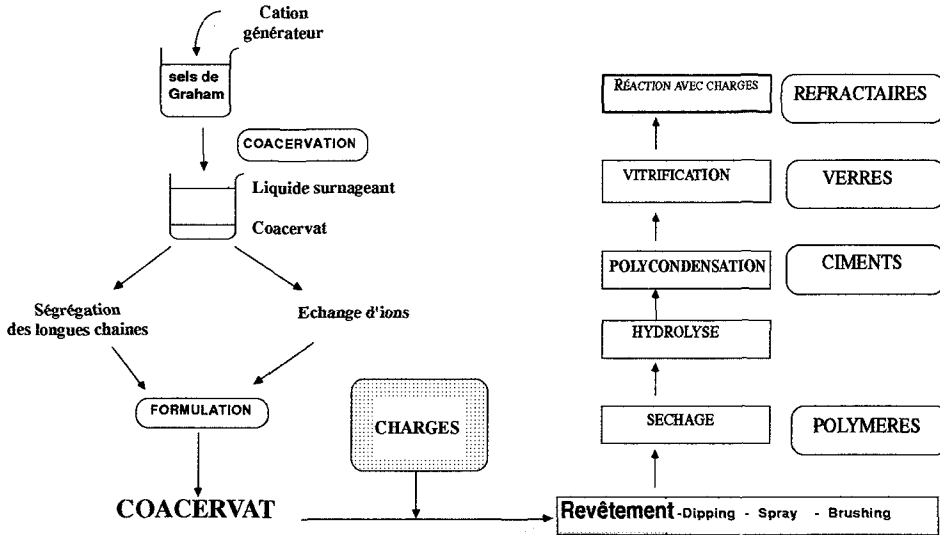 Cation
générateur
sels de
Graham
COACERVATION
Liquide surnageant
Coacervat
Ségrégation
des longues chaines
Echange d'ions
FORMULATION
CHARGES
COACERVAT
Revêtement -Dipping - Spray - Brushing
RÉACTION AVEC CHARGES
REFRACTAIRES
VITRIFICATION
VERRES
POLYCONDENSATION
CIMENTS
HYDROLYSE
SECHAGE
POLYMERES